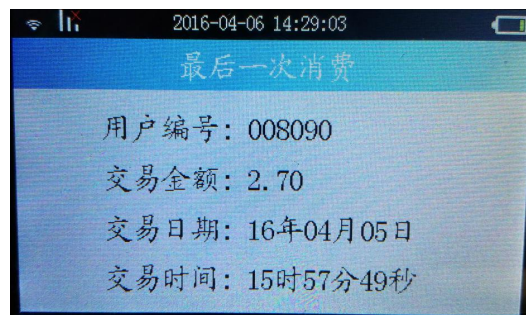 2016-04-06 14:29:03
最后一次消费
用户编号: 008090
交易金额: 2.70
交易日期: 16年04月05日
交易时间: 15时57分49秒